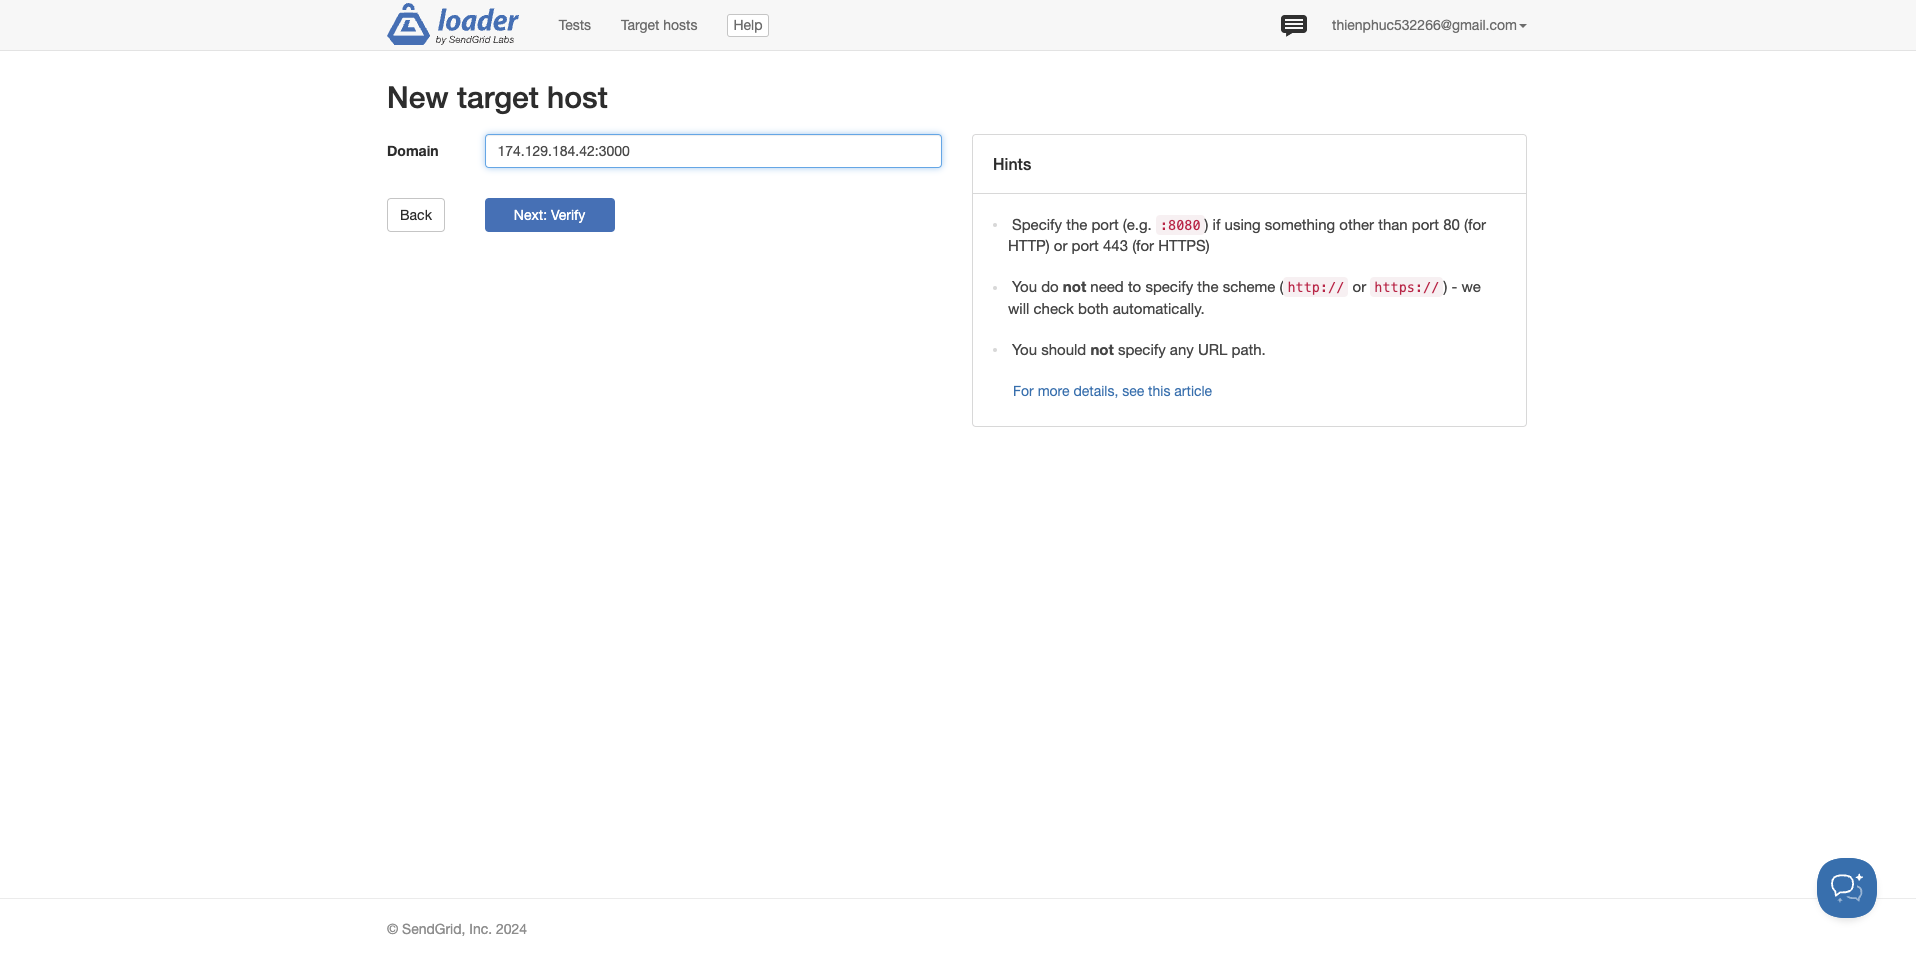 loader
by SendGrid Labs
Tests
Target hosts
Help
thienphuc532266@gmail.com
New target host
Domain
174.129.184.42:3000
Back
Next: Verify
Hints
Specify the port (e.g. :8080) if using something other than port 80 (for
HTTP) or port 443 (for HTTPS)
You do not need to specify the scheme (http:// or https://) - we
will check both automatically.
You should not specify any URL path.
For more details, see this article
© SendGrid, Inc. 2024